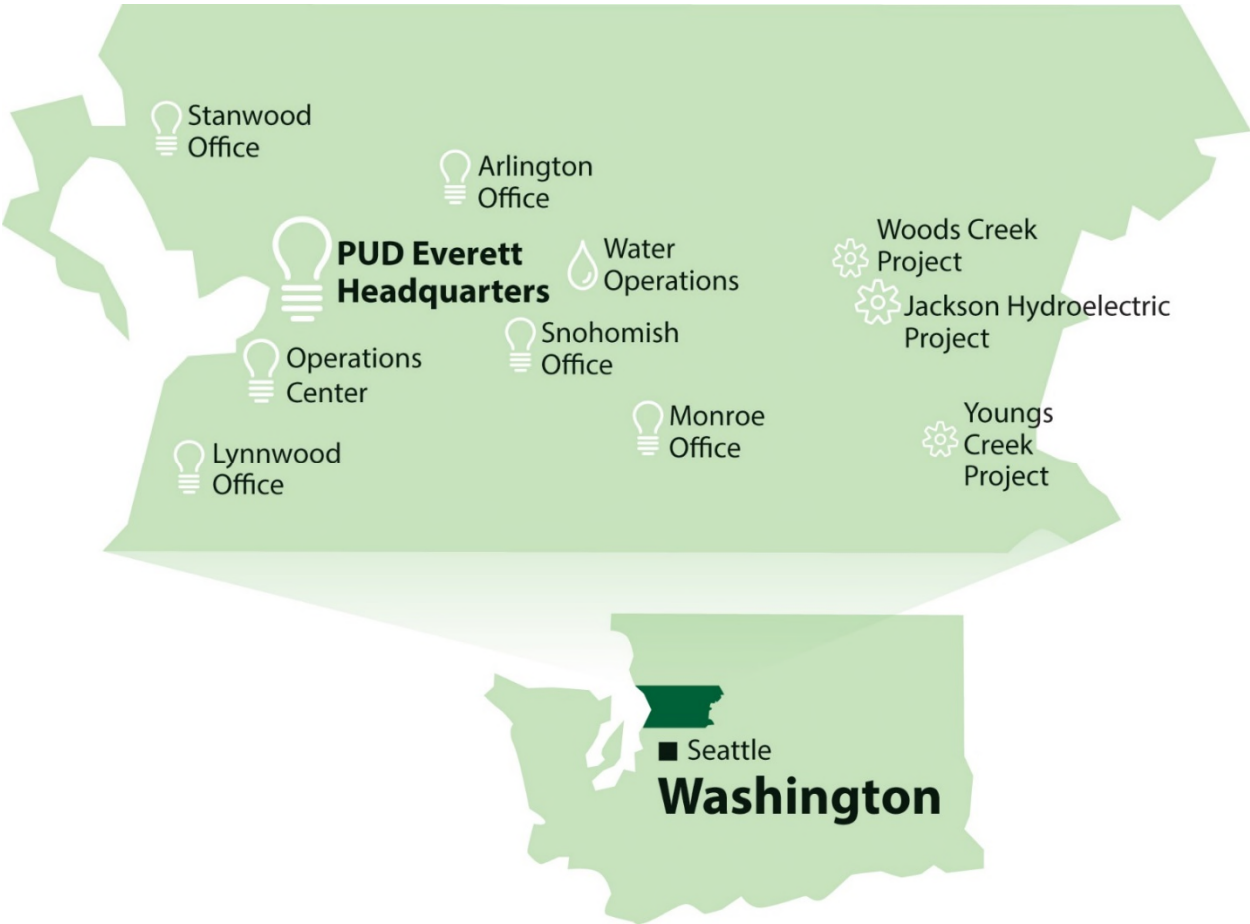 Stanwood
Office
Arlington
Office
PUD Everett
Headquarters
Water
Operations
Woods Creek
Project
Jackson Hydroelectric
Project
Snohomish
Office
Operations
Center
Monroe
Office
Youngs
Creek
Project
Lynnwood
Office
Seattle
Washington